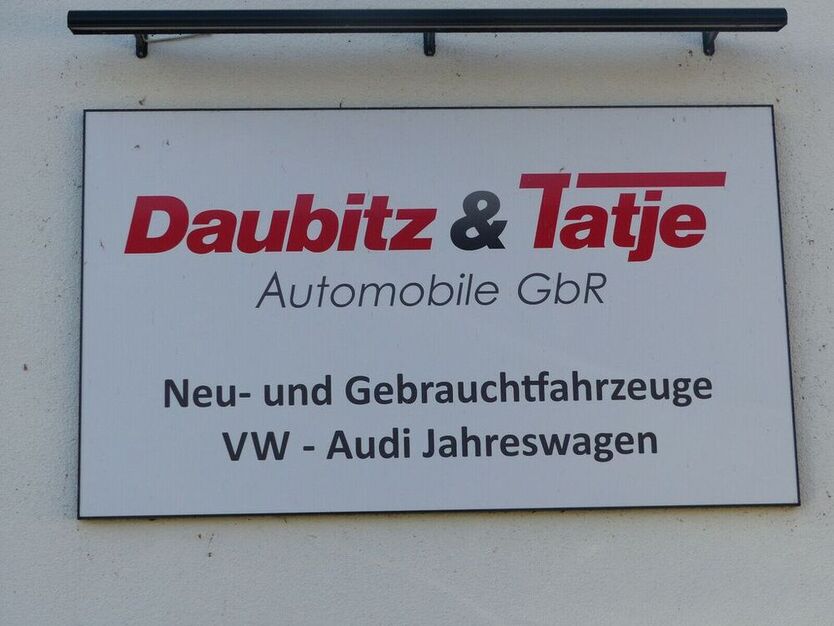 Daubitz & Tatje
Automobile GbR
Neu- und Gebrauchtfahrzeuge
VW - Audi Jahreswagen